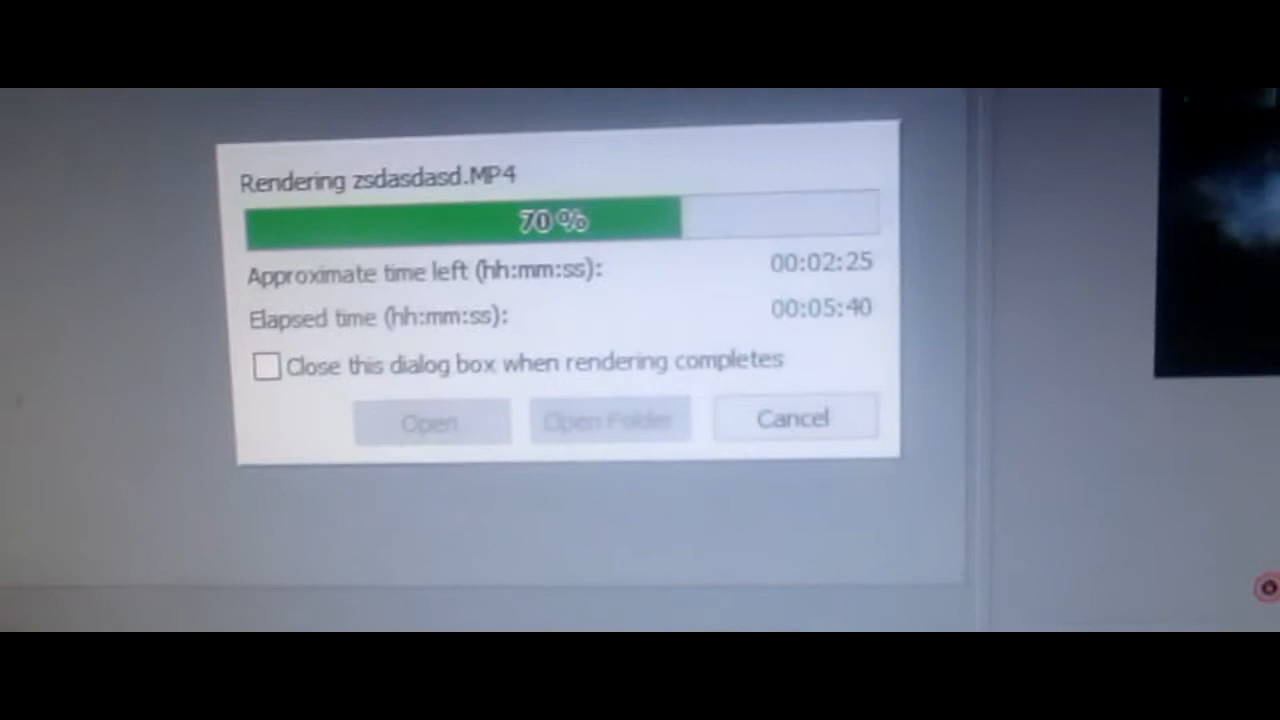 Rendering zsdasdasd.MP4
70 %
Approximate time left (hh:mm:ss): 00:02:25
Elapsed time (hh:mm:ss): 00:05:40
Close this dialog box when rendering completes
Open Open Folder Cancel